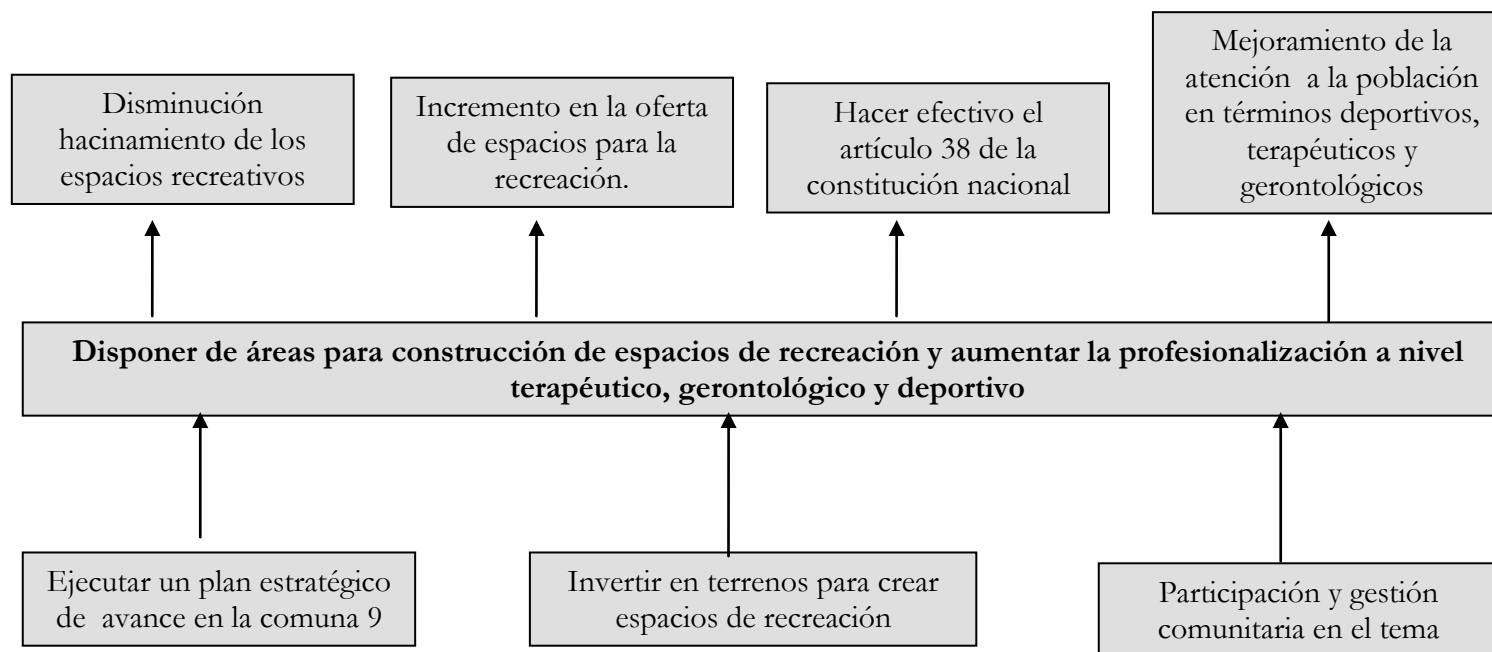 Disminución
hacinamiento de los
espacios recreativos
Incremento en la oferta
de espacios para la
recreación.
Hacer efectivo el
artículo 38 de la
constitución nacional
Mejoramiento de la
atención a la población
en términos deportivos,
terapéuticos y
gerontológicos
Disponer de áreas para construcción de espacios de recreación y aumentar la profesionalización a nivel
terapéutico, gerontológico y deportivo
Ejecutar un plan estratégico
de avance en la comuna 9
Invertir en terrenos para crear
espacios de recreación
Participación y gestión
comunitaria en el tema